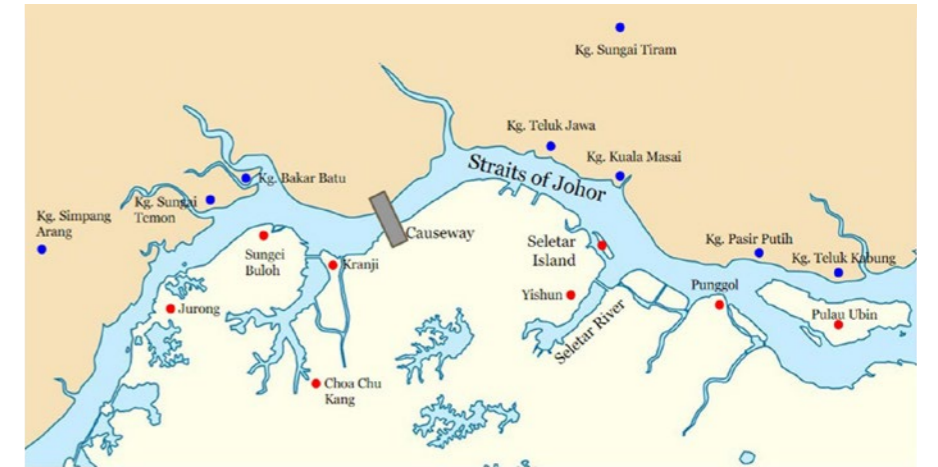 Kg. Sungai Tiram
Kg. Teluk Jawa
Kg. Kuala Masai
Straits of Johor
Kg. Bakar Batu
Kg. Sungai
Temon
Kg. Simpang
Arang
Causeway
Sungei
Buloh
Kranji
Seletar
Island
Kg. Pasir Putih
Kg. Teluk Kabung
Jurong
Yishun
Punggol
Seletar River
Pulau Ubin
Choa Chu
Kang